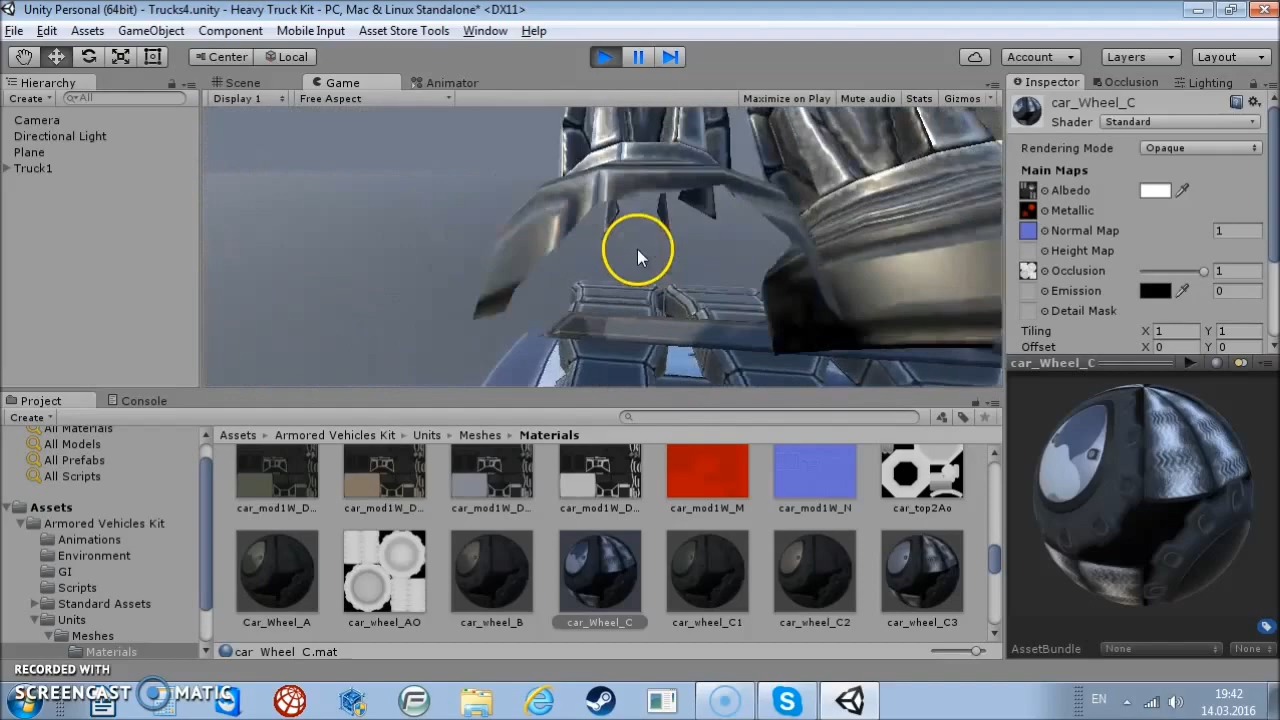 Unity Personal (64bit) - Trucks4.unity - Heavy Truck Kit - PC, Mac & Linux Standalone* <DX11>
File Edit Assets GameObject Component Mobile Input Asset Store Tools Window Help
Center Local Account Layers Layout
Hierarchy Scene Game Animator Inspector Occlusion Lighting
Create All Display 1 Free Aspect Maximize on Play Mute audio Stats Gizmos
car_Wheel_C
Shader Standard
Camera
Directional Light
Plane
Truck1
Rendering Mode Opaque
Main Maps
Albedo
Metallic
Normal Map 1
Height Map
Occlusion 1
Emission 0
Detail Mask
Tiling X 1 Y 1
Offset X 0 Y 0
car_Wheel_C
Project Console
Create
All Materials
All Models
All Prefabs
All Scripts
Assets
Armored Vehicles Kit
Animations
Environment
GI
Scripts
Standard Assets
Units
Meshes
Materials
Assets Armored Vehicles Kit Units Meshes Materials
car_mod1W_D... car_mod1W_D... car_mod1W_D... car_mod1W_D... car_mod1W_M car_mod1W_N car_top2Ao
Car_Wheel_A car_wheel_AO car_wheel_B car_Wheel_C car_wheel_C1 car_wheel_C2 car_wheel_C3
car_Wheel_C.mat
AssetBundle None None
RECORDED WITH
SCREENCAST MATIC
EN
19:42
14.03.2016